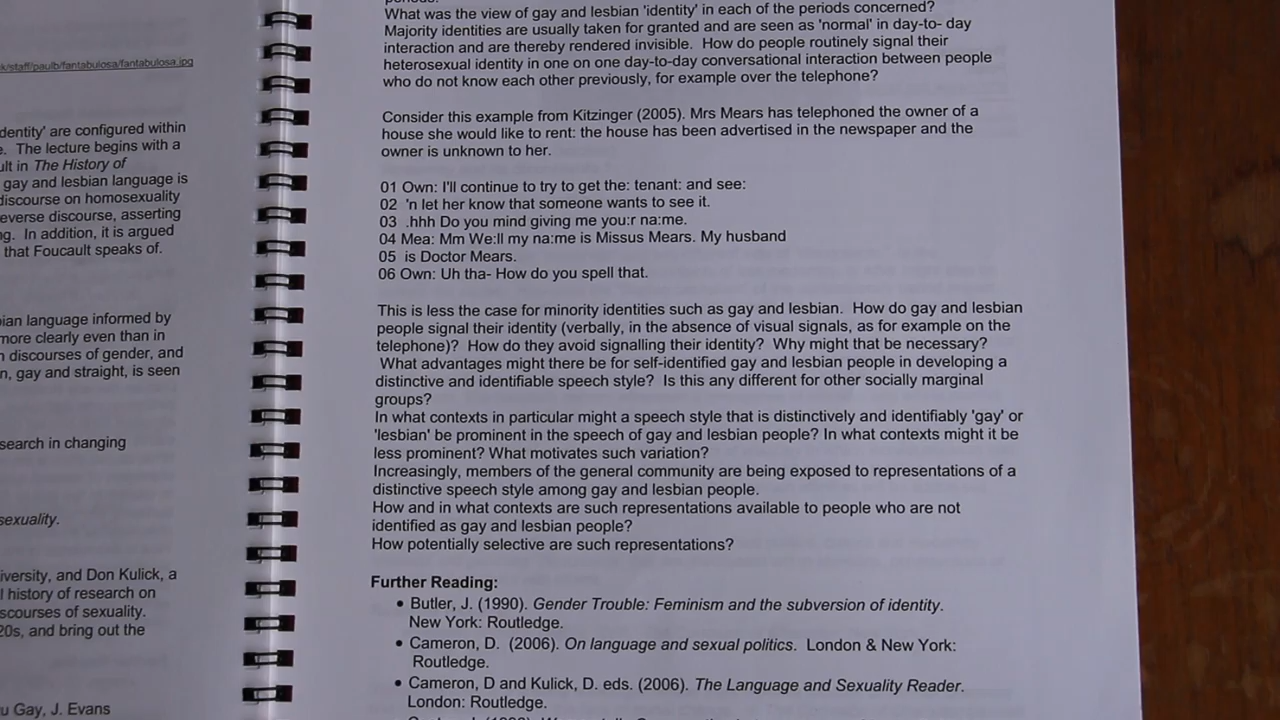 k/staff/paulb/fantabulosa/fantabulosa.jpg
dentity' are configured within
The lecture begins with a
in The History of
gay and lesbian language is
discourse on homosexuality
everse discourse, asserting
In addition, it is argued
that Foucault speaks of.
language informed by
more clearly even than in
discourses of gender, and
gay and straight, is seen
search in changing
sexuality.
iversity, and Don Kulick, a
history of research on
scourses of sexuality.
20s, and bring out the
Gay, J. Evans
What was the view of gay and lesbian 'identity' in each of the periods concerned?
Majority identities are usually taken for granted and are seen as 'normal' in day-to- day
interaction and are thereby rendered invisible.  How do people routinely signal their
heterosexual identity in one on one day-to-day conversational interaction between people
who do not know each other previously, for example over the telephone?
Consider this example from Kitzinger (2005). Mrs Mears has telephoned the owner of a
house she would like to rent: the house has been advertised in the newspaper and the
owner is unknown to her.
01 Own: I'll continue to try to get the: tenant: and see:
02 'n let her know that someone wants to see it.
03 .hhh Do you mind giving me you:r na:me.
04 Mea: Mm We:ll my na:me is Missus Mears. My husband
05 is Doctor Mears.
06 Own: Uh tha- How do you spell that.
This is less the case for minority identities such as gay and lesbian.  How do gay and lesbian
people signal their identity (verbally, in the absence of visual signals, as for example on the
telephone)?  How do they avoid signalling their identity?  Why might that be necessary?
What advantages might there be for self-identified gay and lesbian people in developing a
distinctive and identifiable speech style?  Is this any different for other socially marginal
groups?
In what contexts in particular might a speech style that is distinctively and identifiably 'gay' or
'lesbian' be prominent in the speech of gay and lesbian people? In what contexts might it be
less prominent? What motivates such variation?
Increasingly, members of the general community are being exposed to representations of a
distinctive speech style among gay and lesbian people.
How and in what contexts are such representations available to people who are not
identified as gay and lesbian people?
How potentially selective are such representations?
Further Reading:
• Butler, J. (1990). Gender Trouble: Feminism and the subversion of identity.
New York: Routledge.
• Cameron, D.  (2006). On language and sexual politics.  London & New York:
Routledge.
• Cameron, D and Kulick, D. eds. (2006). The Language and Sexuality Reader.
London: Routledge.